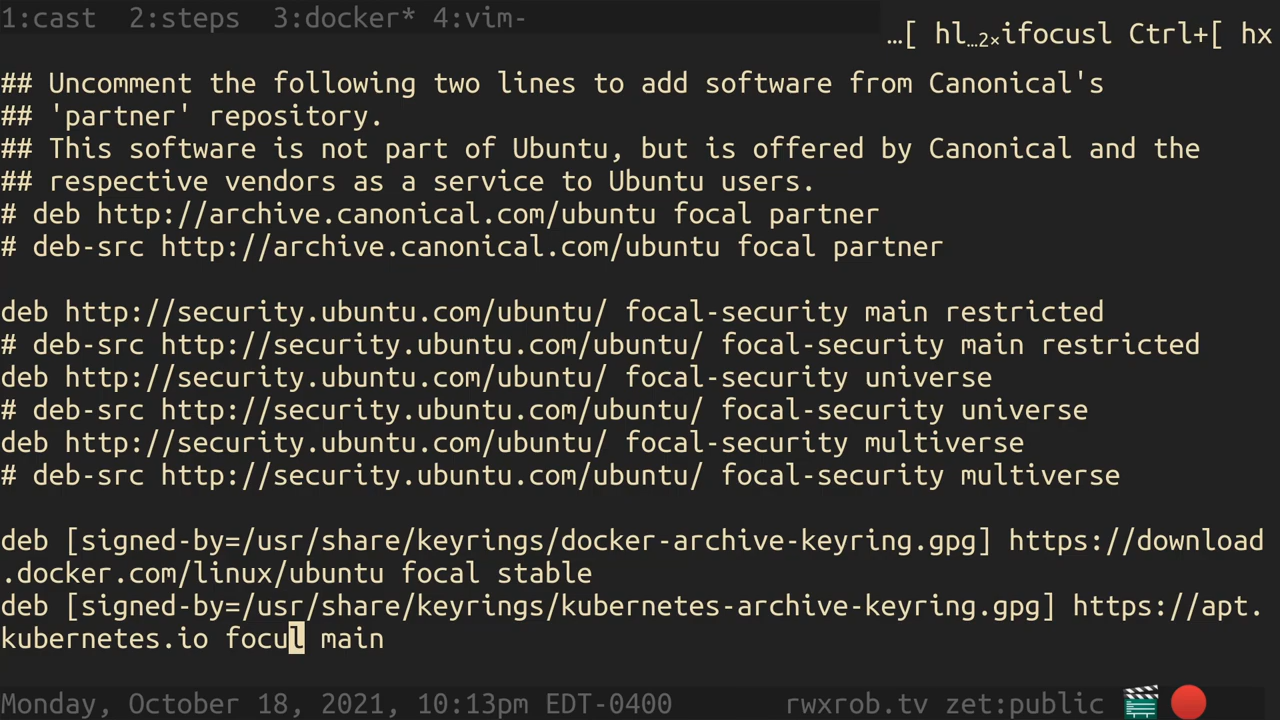 1:cast 2:steps 3:docker* 4:vim-
…[ hl…2×ifocusl Ctrl+[ hx
## Uncomment the following two lines to add software from Canonical's
## 'partner' repository.
## This software is not part of Ubuntu, but is offered by Canonical and the
## respective vendors as a service to Ubuntu users.
# deb http://archive.canonical.com/ubuntu focal partner
# deb-src http://archive.canonical.com/ubuntu focal partner
deb http://security.ubuntu.com/ubuntu/ focal-security main restricted
# deb-src http://security.ubuntu.com/ubuntu/ focal-security main restricted
deb http://security.ubuntu.com/ubuntu/ focal-security universe
# deb-src http://security.ubuntu.com/ubuntu/ focal-security universe
deb http://security.ubuntu.com/ubuntu/ focal-security multiverse
# deb-src http://security.ubuntu.com/ubuntu/ focal-security multiverse
deb [signed-by=/usr/share/keyrings/docker-archive-keyring.gpg] https://download
.docker.com/linux/ubuntu focal stable
deb [signed-by=/usr/share/keyrings/kubernetes-archive-keyring.gpg] https://apt.
kubernetes.io focul main
Monday, October 18, 2021, 10:13pm EDT-0400 rwxrob.tv zet:public